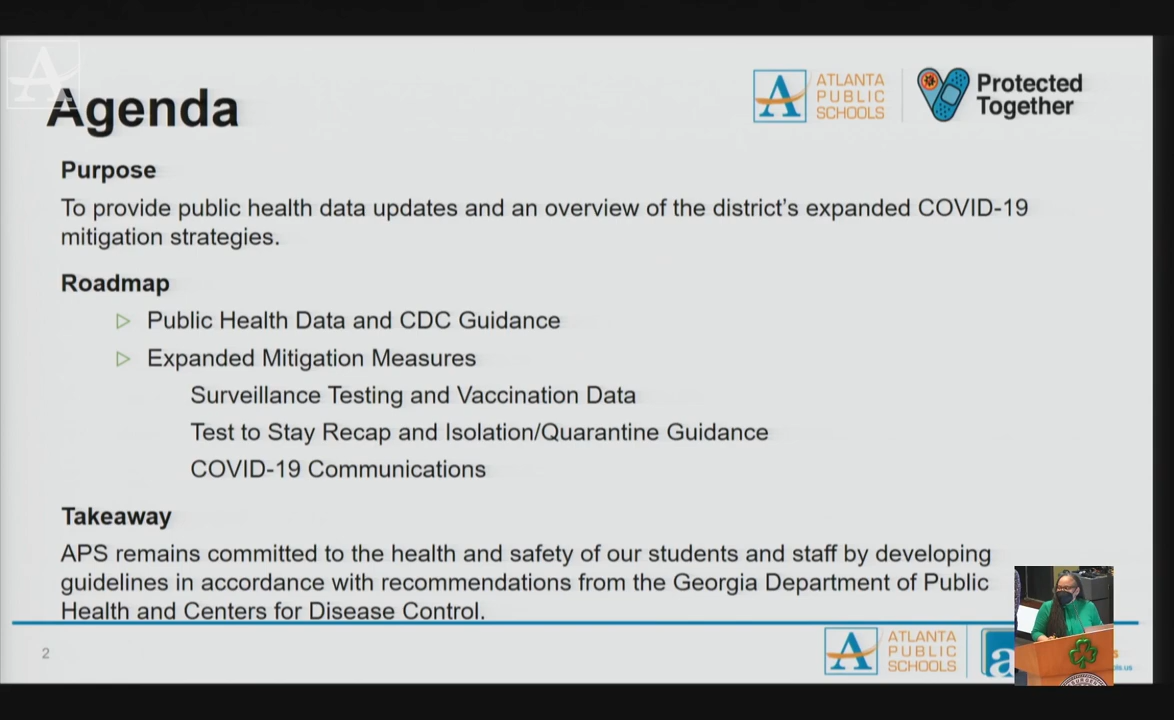 Agenda
ATLANTA
PUBLIC
SCHOOLS
Protected
Together
Purpose
To provide public health data updates and an overview of the district's expanded COVID-19
mitigation strategies.
Roadmap
Public Health Data and CDC Guidance
Expanded Mitigation Measures
Surveillance Testing and Vaccination Data
Test to Stay Recap and Isolation/Quarantine Guidance
COVID-19 Communications
Takeaway
APS remains committed to the health and safety of our students and staff by developing
guidelines in accordance with recommendations from the Georgia Department of Public
Health and Centers for Disease Control.
2
ATLANTA
PUBLIC
SCHOOLS
a